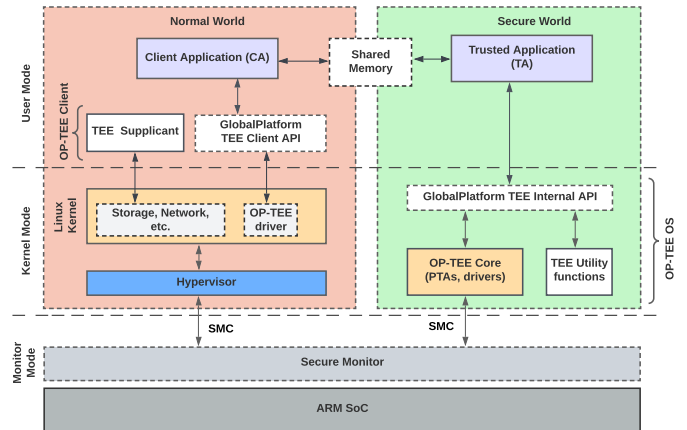 Normal World
Secure World
User Mode
Client Application (CA)
Shared
Memory
Trusted Application
(TA)
OP-TEE Client
TEE Supplicant
GlobalPlatform
TEE Client API
Kernel Mode
Linux
Kernel
Storage, Network,
etc.
OP-TEE
driver
GlobalPlatform TEE Internal API
OP-TEE Core
(PTAs, drivers)
TEE Utility
functions
OP-TEE OS
Hypervisor
SMC
SMC
Monitor
Mode
Secure Monitor
ARM SoC